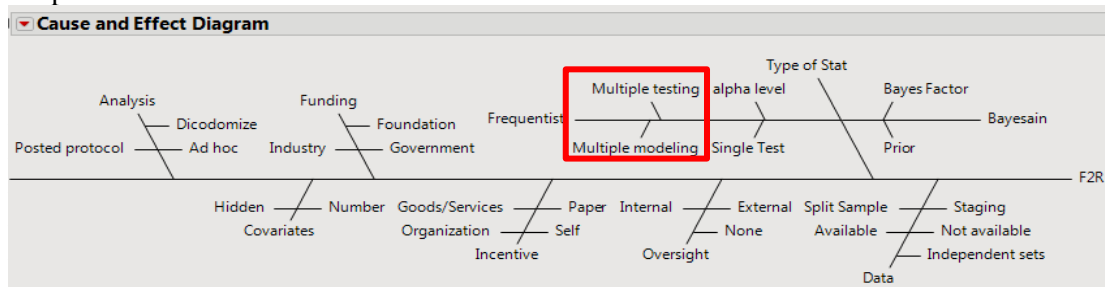 Cause and Effect Diagram
Type of Stat
Multiple testing alpha level Bayes Factor
Analysis Funding
Frequentist Bayesain
Dicodomize Foundation
Posted protocol Ad hoc Industry Government Multiple modeling Single Test Prior
F2R
Hidden Number Goods/Services Paper Internal External Split Sample Staging
Covariates Organization Self None Available Not available
Incentive Oversight Independent sets
Data